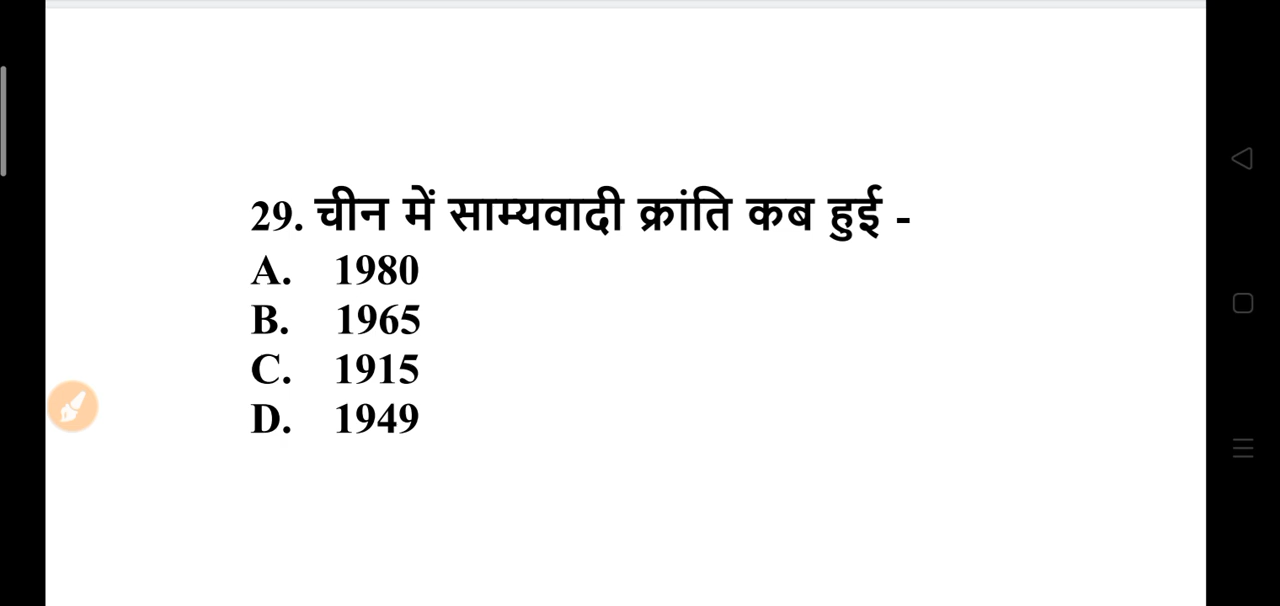 29. चीन में साम्यवादी क्रांति कब हुई -
A. 1980
B. 1965
C. 1915
D. 1949